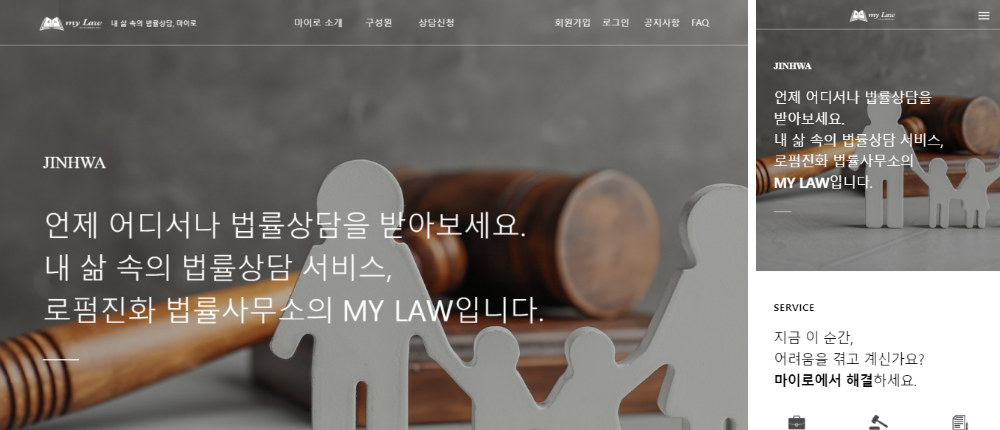 my Law 내 삶 속의 법률상담, 마이로 마이로 소개 구성원 상담신청 회원가입 로그인 공지사항 FAQ
JINHWA
언제 어디서나 법률상담을 받아보세요.
내 삶 속의 법률상담 서비스,
로펌진화 법률사무소의 MY LAW입니다.
my Law
JINHWA
언제 어디서나 법률상담을
받아보세요.
내 삶 속의 법률상담 서비스,
로펌진화 법률사무소의
MY LAW입니다.
SERVICE
지금 이 순간,
어려움을 겪고 계신가요?
마이로에서 해결하세요.